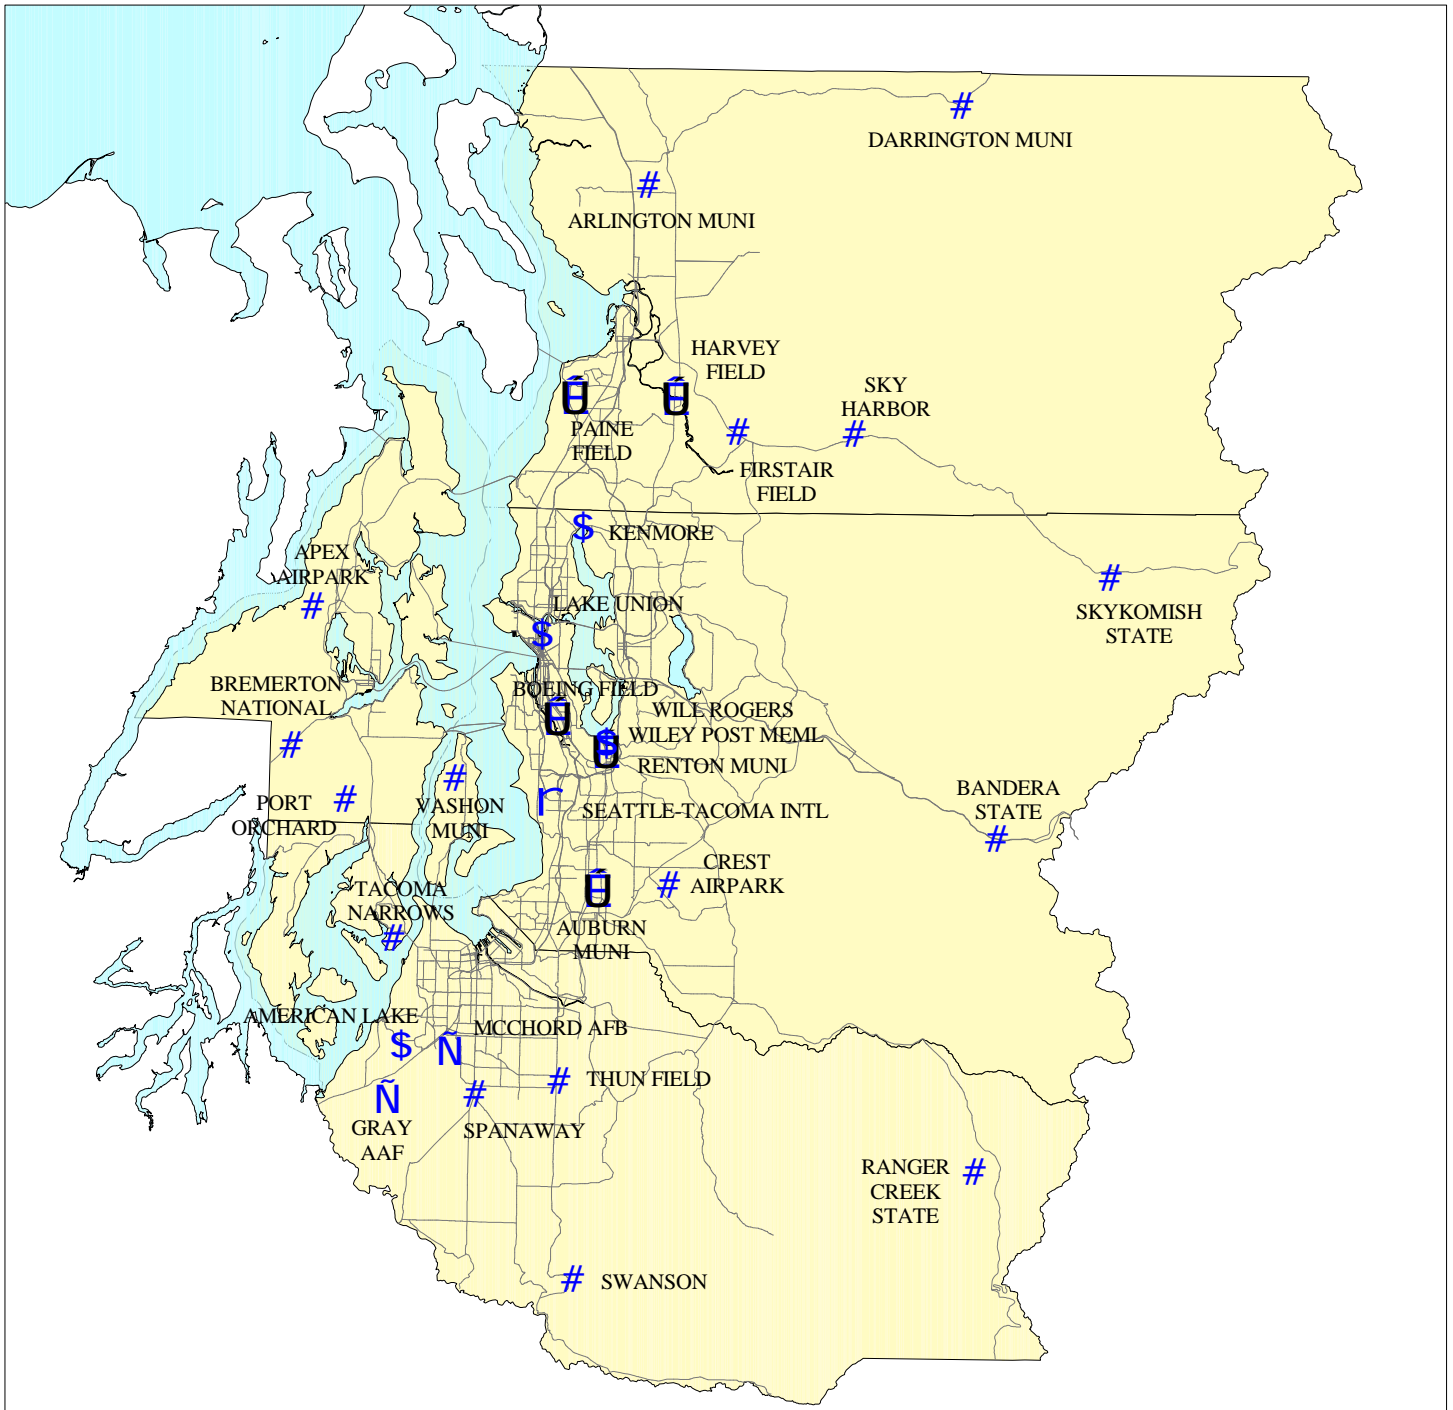 #
DARRINGTON MUNI
#
ARLINGTON MUNI
HARVEY
FIELD
Û
Û
PAINE
FIELD
SKY
HARBOR
#
#
FIRSTAIR
FIELD
$
KENMORE
APEX
AIRPARK
#
#
SKYKOMISH
STATE
LAKE UNION
$
BREMERTON
NATIONAL
#
BOEING FIELD
Û
WILL ROGERS
WILEY POST MEML
$
U
RENTON MUNI
#
PORT
ORCHARD
#
VASHON
MUNI
r
SEATTLE-TACOMA INTL
BANDERA
STATE
#
CREST
AIRPARK
#
Û
AUBURN
MUNI
TACOMA
NARROWS
#
AMERICAN LAKE
$
MCCHORD AFB
Ñ
Ñ
GRAY
AAF
#
SPANAWAY
#
THUN FIELD
RANGER
CREEK
STATE
#
#
SWANSON